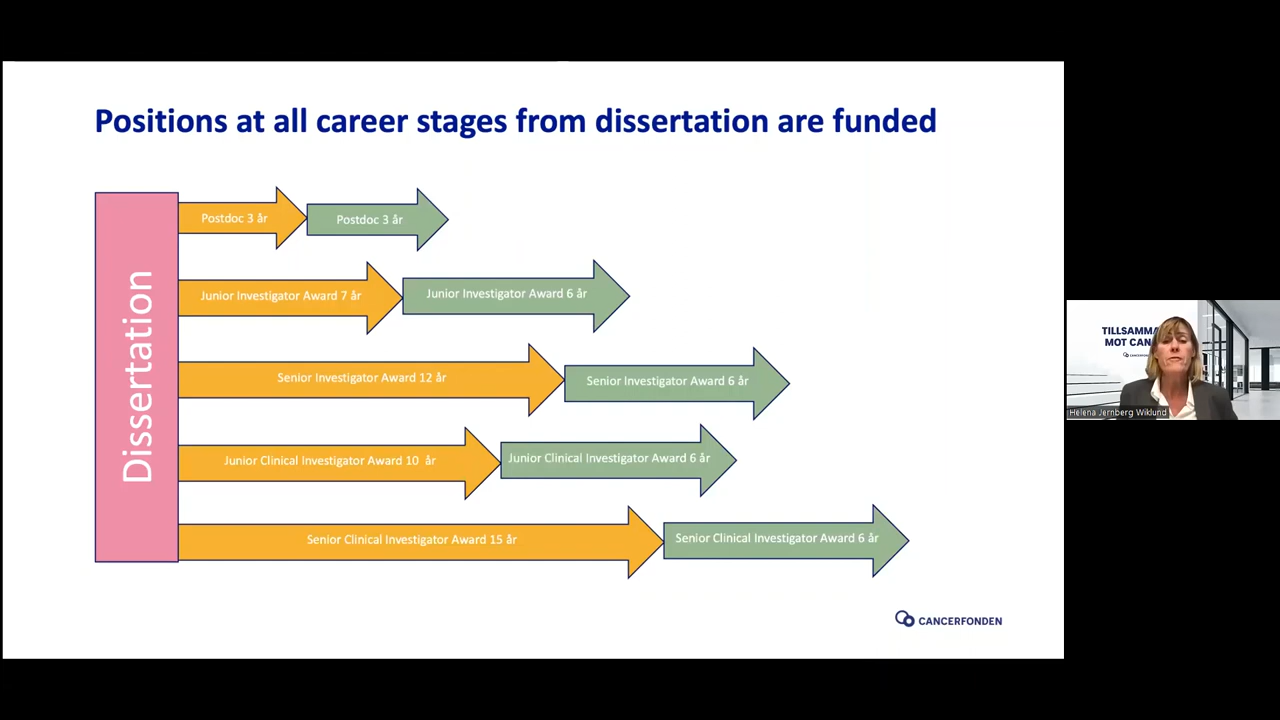 Positions at all career stages from dissertation are funded
Dissertation
Postdoc 3 år
Postdoc 3 år
Junior Investigator Award 7 år
Junior Investigator Award 6 år
Senior Investigator Award 12 år
Senior Investigator Award 6 år
Junior Clinical Investigator Award 10 år
Junior Clinical Investigator Award 6 år
Senior Clinical Investigator Award 15 år
Senior Clinical Investigator Award 6 år
CANCERFONDEN
TILLSAMMA
MOT CAN
Helena Jernberg Wiklund